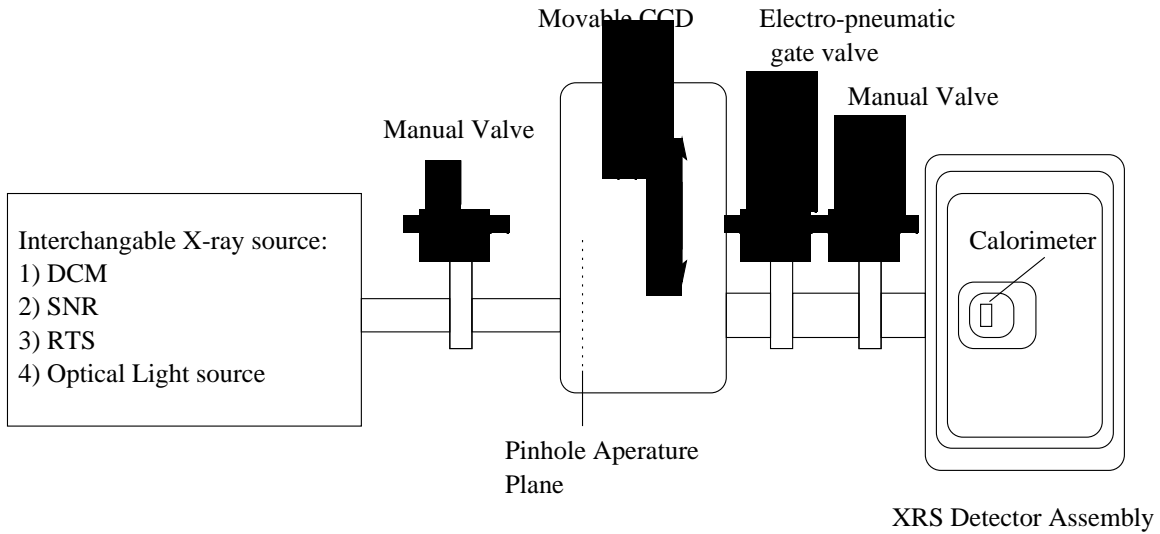 Movable CCD
Electro-pneumatic
gate valve
Manual Valve
Manual Valve
Interchangable X-ray source:
1) DCM
2) SNR
3) RTS
4) Optical Light source
Calorimeter
Pinhole Aperature
Plane
XRS Detector Assembly